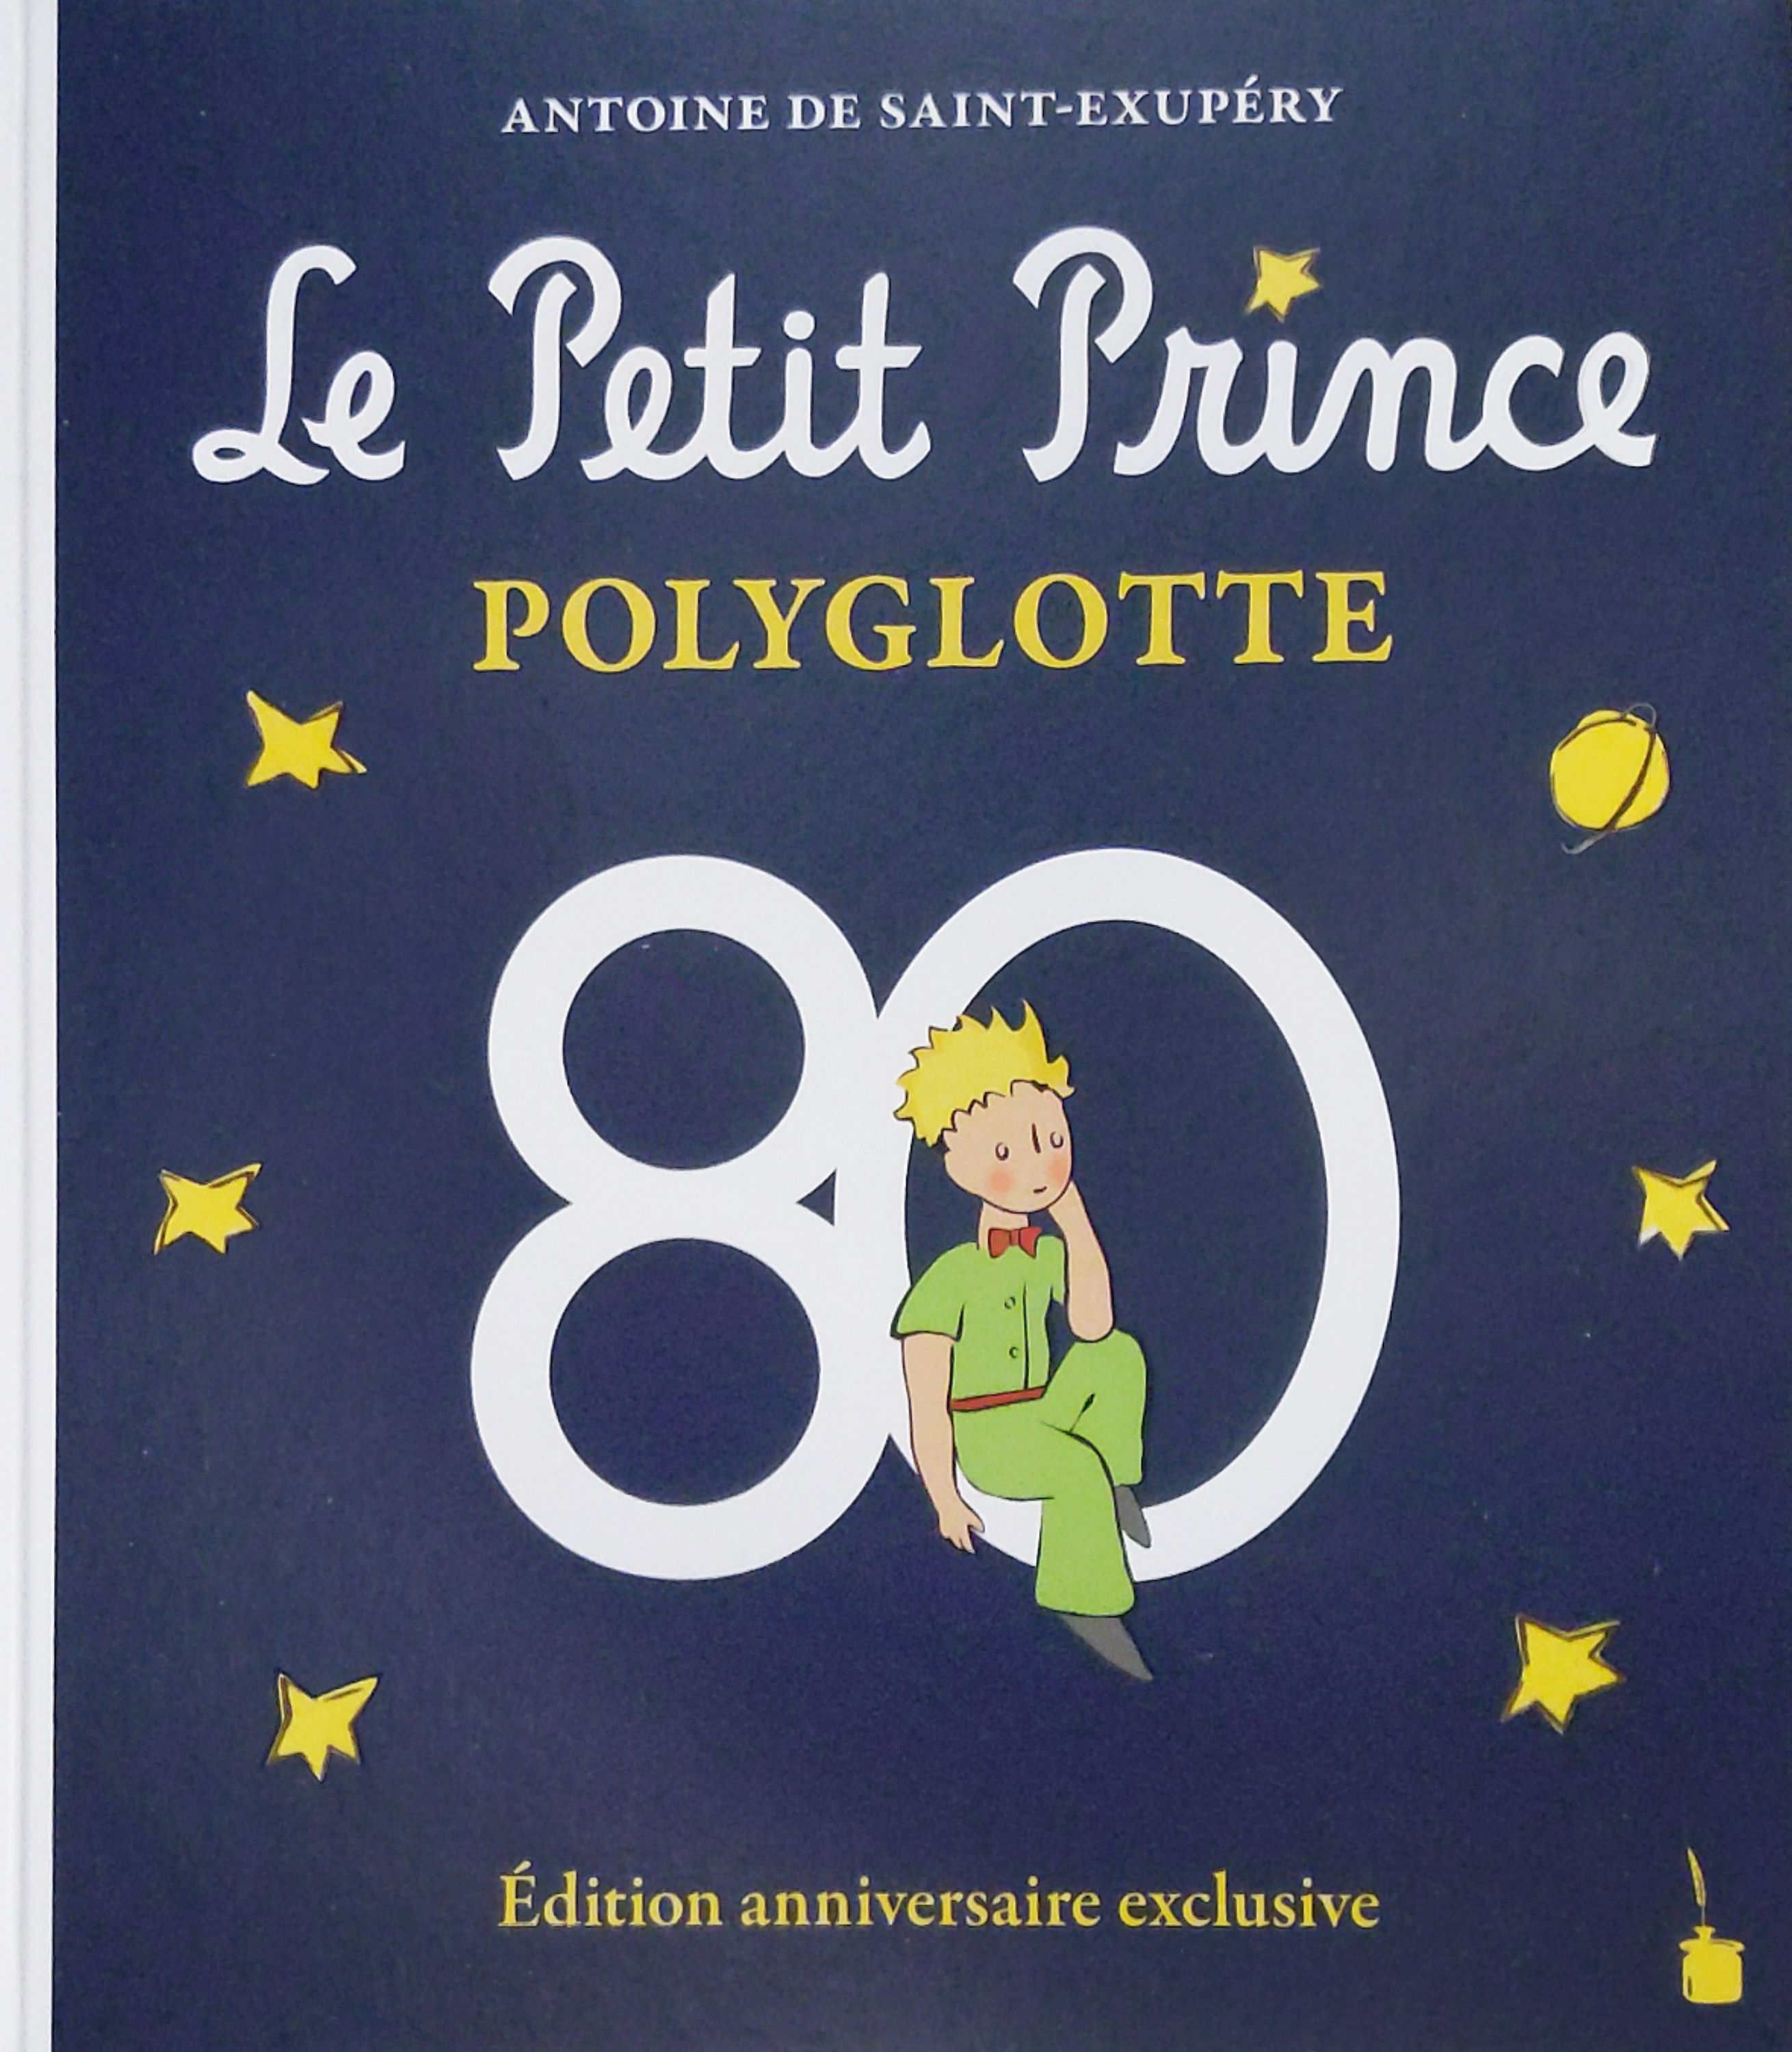 ANTOINE DE SAINT-EXUPÉRY
Le Petit Prince
POLYGLOTTE
80
Édition anniversaire exclusive